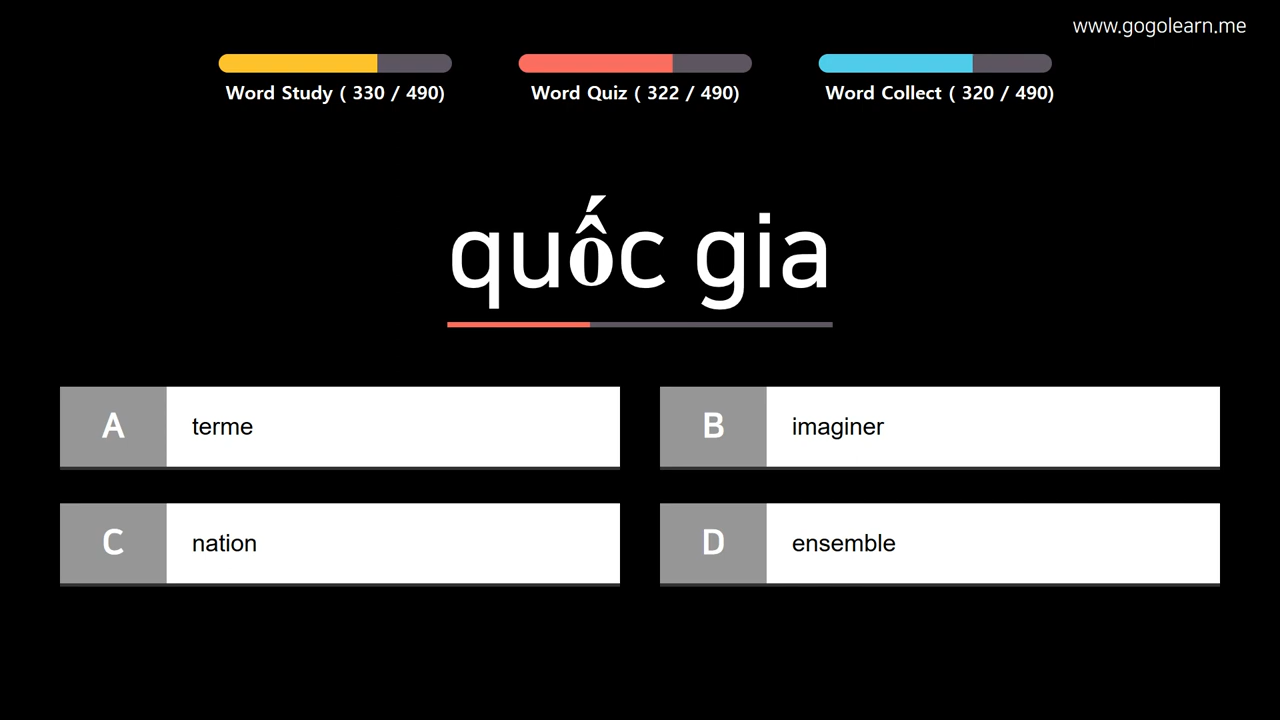 www.gogolearn.me
Word Study ( 330 / 490)
Word Quiz ( 322 / 490)
Word Collect ( 320 / 490)
quốc gia
A terme
B imaginer
C nation
D ensemble